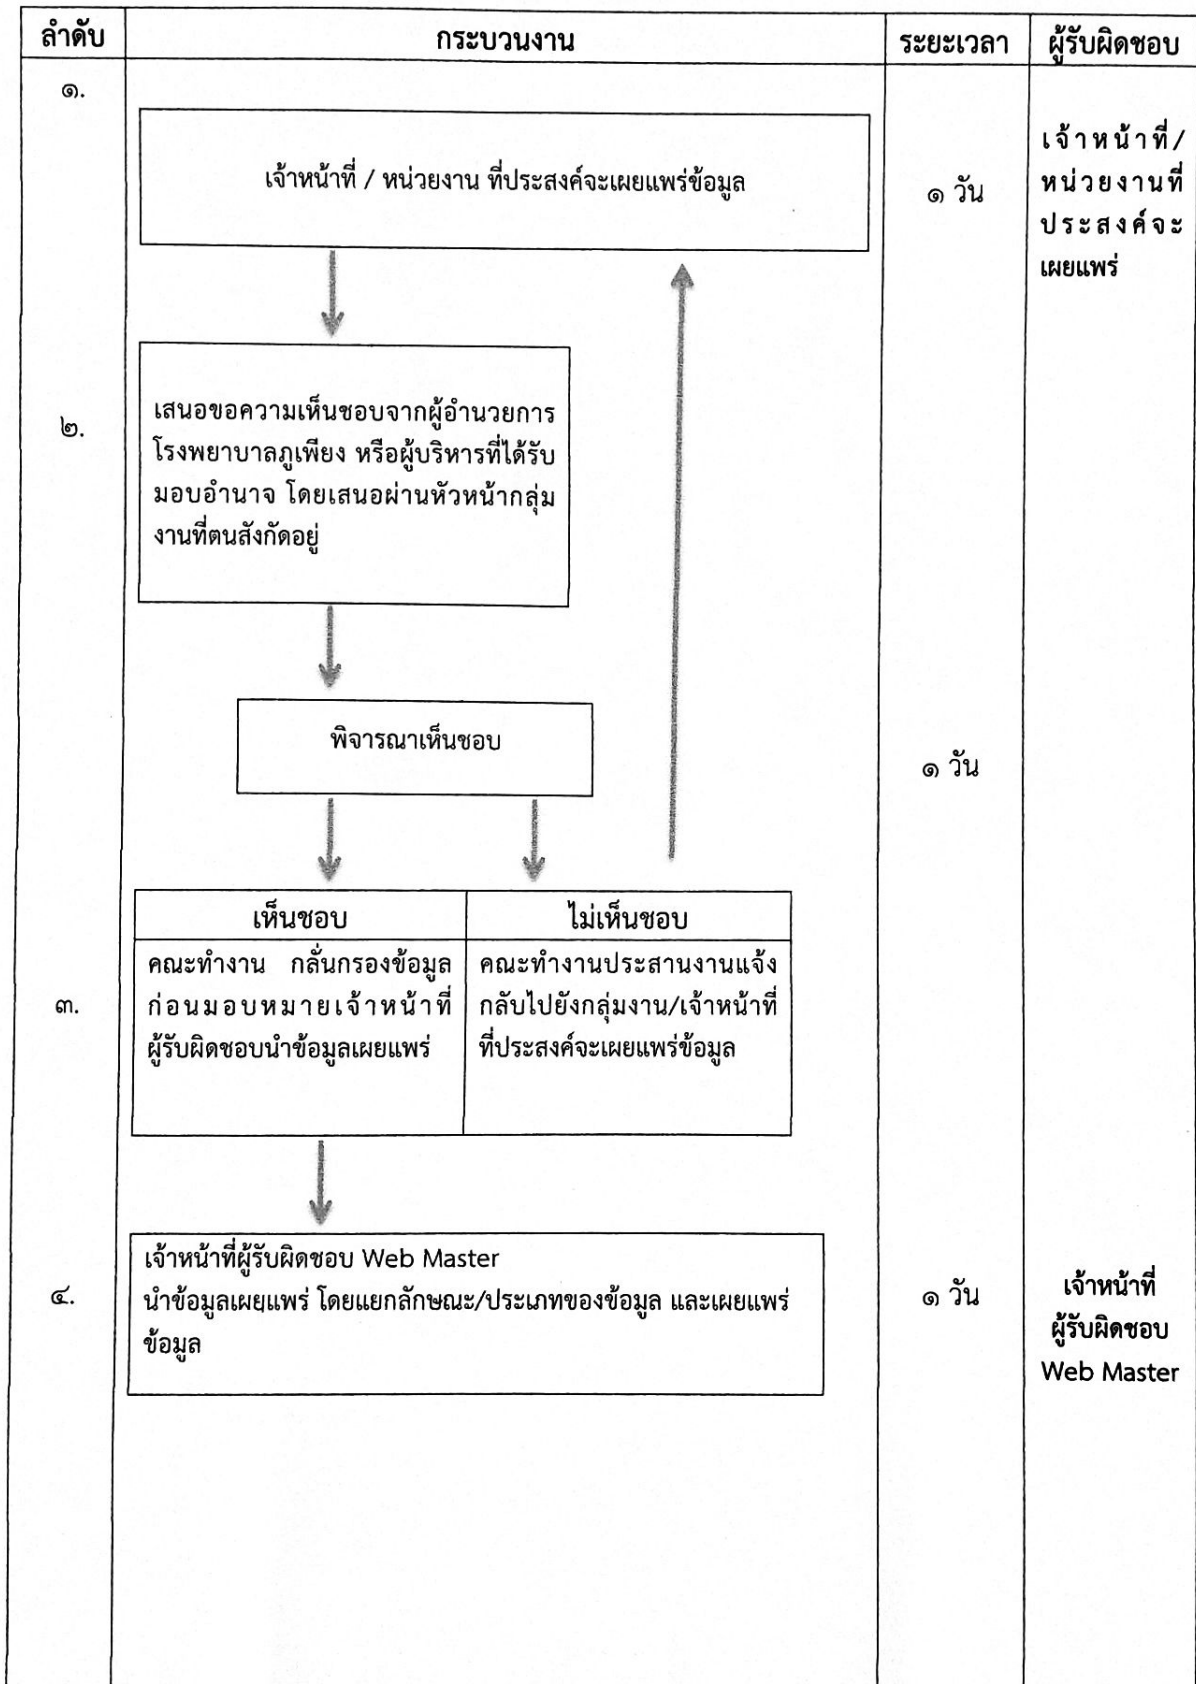 ลำดับ กระบวนงาน ระยะเวลา ผู้รับผิดชอบ
๑.
เจ้าหน้าที่ / หน่วยงาน ที่ประสงค์จะเผยแพร่ข้อมูล
๑ วัน
เจ้าหน้าที่/
หน่วยงานที่
ประสงค์จะ
เผยแพร่
๒.
เสนอขอความเห็นชอบจากผู้อำนวยการ
โรงพยาบาลภูเพียง หรือผู้บริหารที่ได้รับ
มอบอำนาจ โดยเสนอผ่านหัวหน้ากลุ่ม
งานที่ตนสังกัดอยู่
พิจารณาเห็นชอบ
๑ วัน
๓.
เห็นชอบ
คณะทำงาน กลั่นกรองข้อมูล
ก่อนมอบหมายเจ้าหน้าที่
ผู้รับผิดชอบนำข้อมูลเผยแพร่
ไม่เห็นชอบ
คณะทำงานประสานงานแจ้ง
กลับไปยังกลุ่มงาน/เจ้าหน้าที่
ที่ประสงค์จะเผยแพร่ข้อมูล
๔.
เจ้าหน้าที่ผู้รับผิดชอบ Web Master
นำข้อมูลเผยแพร่ โดยแยกลักษณะ/ประเภทของข้อมูล และเผยแพร่
ข้อมูล
๑ วัน
เจ้าหน้าที่
ผู้รับผิดชอบ
Web Master